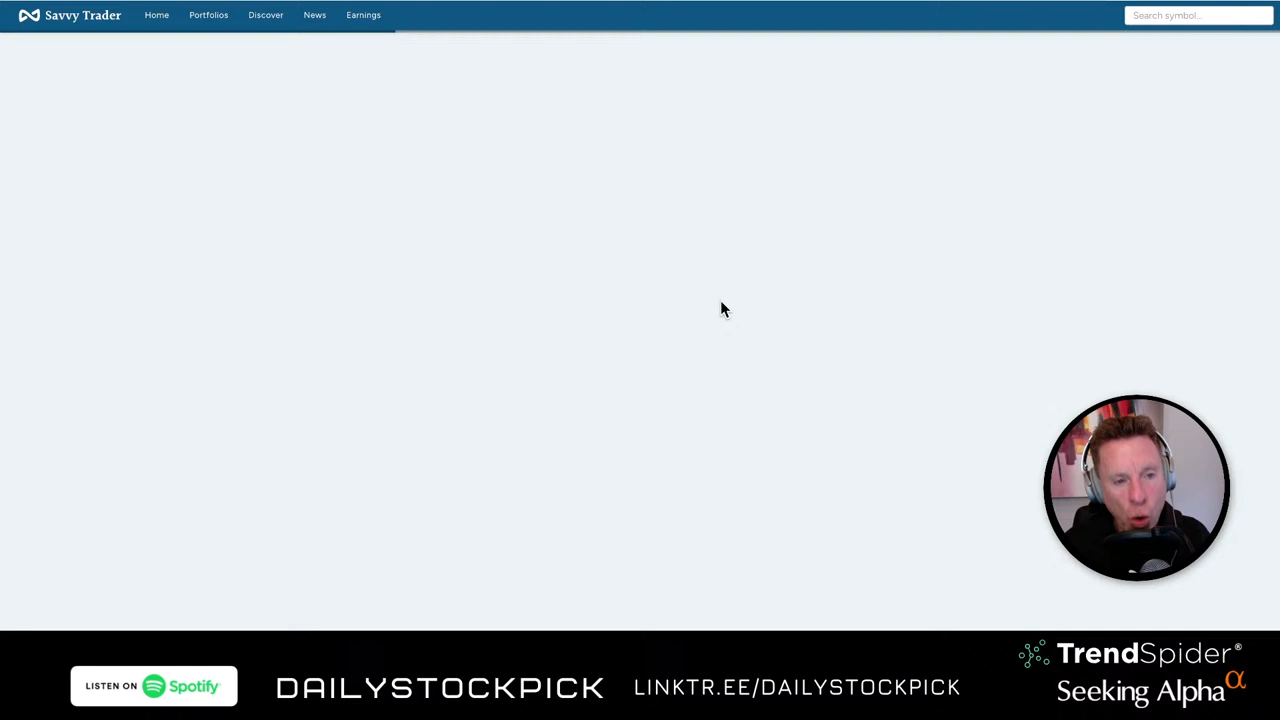 Savvy Trader Home Portfolios Discover News Earnings Search symbol...
LISTEN ON Spotify DAILYSTOCKPICK LINKTR.EE/DAILYSTOCKPICK
TrendSpider®
Seeking Alpha α